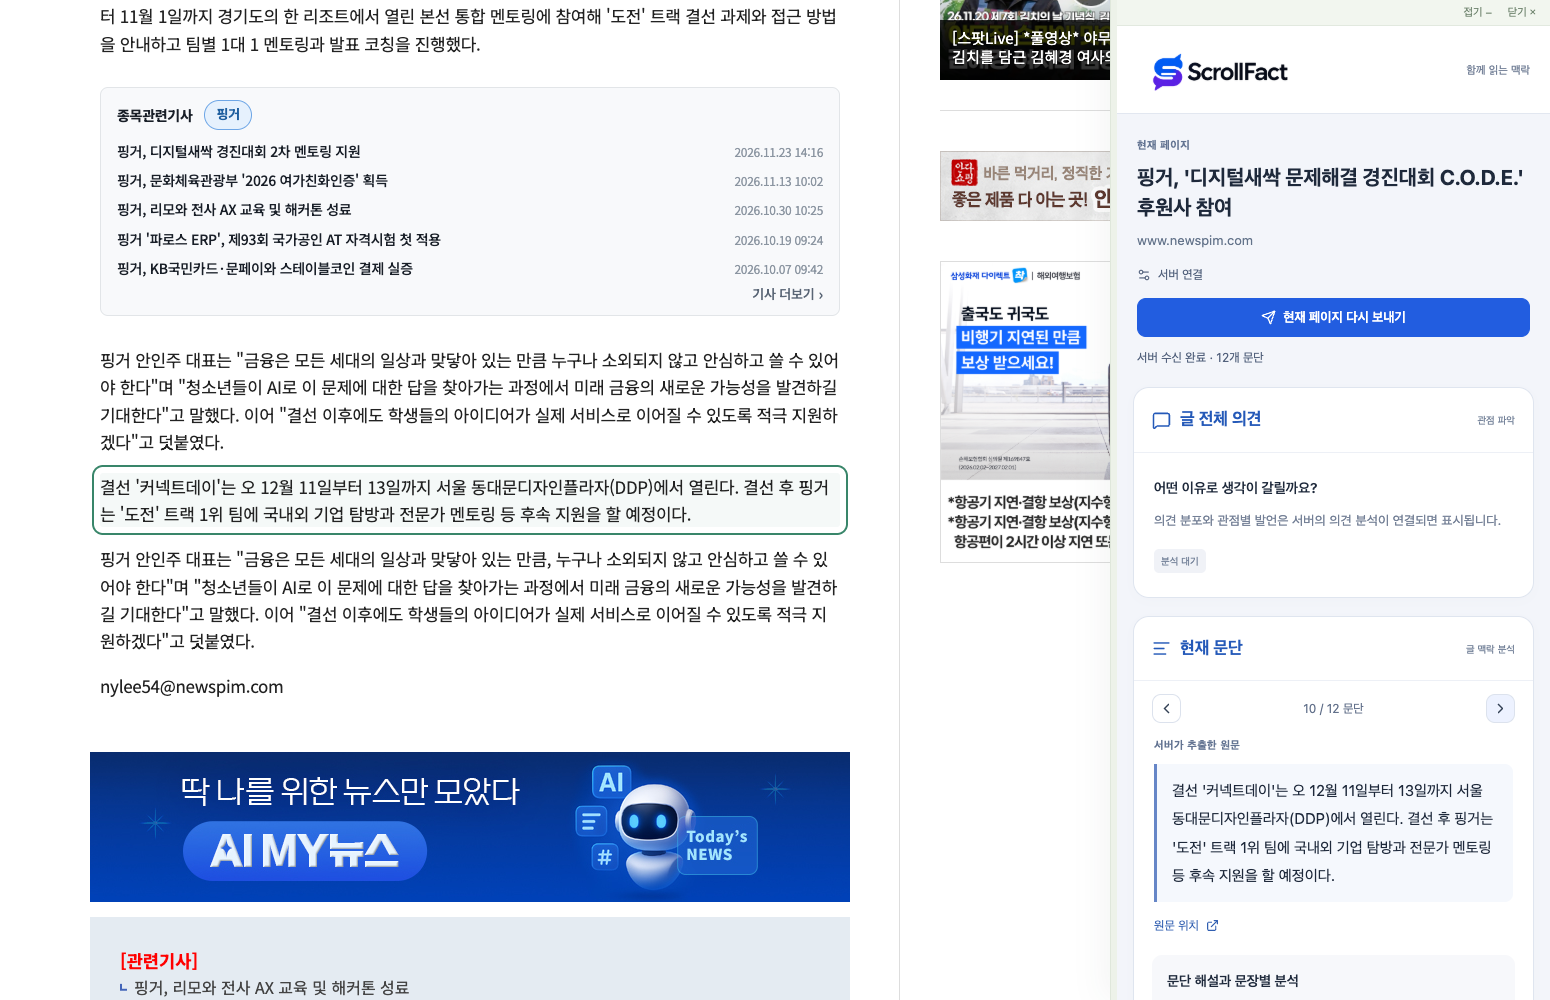 터 11월 1일까지 경기도의 한 리조트에서 열린 본선 통합 멘토링에 참여해 '도전' 트랙 결선 과제와 접근 방법
을 안내하고 팀별 1대 1 멘토링과 발표 코칭을 진행했다.
종목관련기사 핑거
핑거, 디지털새싹 경진대회 2차 멘토링 지원 2026.11.23 14:16
핑거, 문화체육관광부 '2026 여가친화인증' 획득 2026.11.13 10:02
핑거, 리모와 전사 AX 교육 및 해커톤 성료 2026.10.30 10:25
핑거 '파로스 ERP', 제93회 국가공인 AT 자격시험 첫 적용 2026.10.19 09:24
핑거, KB국민카드·문페이와 스테이블코인 결제 실증 2026.10.07 09:42
기사 더보기 ›
핑거 안인주 대표는 "금융은 모든 세대의 일상과 맞닿아 있는 만큼 누구나 소외되지 않고 안심하고 쓸 수 있어
야 한다"며 "청소년들이 AI로 이 문제에 대한 답을 찾아가는 과정에서 미래 금융의 새로운 가능성을 발견하길
기대한다"고 말했다. 이어 "결선 이후에도 학생들의 아이디어가 실제 서비스로 이어질 수 있도록 적극 지원하
겠다"고 덧붙였다.
결선 '커넥트데이'는 오 12월 11일부터 13일까지 서울 동대문디자인플라자(DDP)에서 열린다. 결선 후 핑거
는 '도전' 트랙 1위 팀에 국내외 기업 탐방과 전문가 멘토링 등 후속 지원을 할 예정이다.
핑거 안인주 대표는 "금융은 모든 세대의 일상과 맞닿아 있는 만큼, 누구나 소외되지 않고 안심하고 쓸 수 있
어야 한다"며 "청소년들이 AI로 이 문제에 대한 답을 찾아가는 과정에서 미래 금융의 새로운 가능성을 발견하
길 기대한다"고 말했다. 이어 "결선 이후에도 학생들의 아이디어가 실제 서비스로 이어질 수 있도록 적극 지
원하겠다"고 덧붙였다.
nylee54@newspim.com
딱 나를 위한 뉴스만 모았다
AI MY뉴스
AI
#
Today's
NEWS
[관련기사]
핑거, 리모와 전사 AX 교육 및 해커톤 성료
[스팟Live] *풀영상* 야무
김치를 담근 김혜경 여사의
안다
쇼핑
바른 먹거리, 정직한
좋은 제품 다 아는 곳!
삼성화재 다이렉트 착 | 해외여행보험
출국도 귀국도
비행기 지연된 만큼
보상 받으세요!
*항공기 지연·결항 보상(지수형
*항공기 지연·결항 보상(지수
항공편이 2시간 이상 지연 또
접기 – 닫기 ×
ScrollFact
함께 읽는 맥락
현재 페이지
핑거, '디지털새싹 문제해결 경진대회 C.O.D.E.'
후원사 참여
www.newspim.com
서버 연결
현재 페이지 다시 보내기
서버 수신 완료 · 12개 문단
글 전체 의견 관점 파악
어떤 이유로 생각이 갈릴까요?
의견 분포와 관점별 발언은 서버의 의견 분석이 연결되면 표시됩니다.
분석 대기
현재 문단 글 맥락 분석
10 / 12 문단
서버가 추출한 원문
결선 '커넥트데이'는 오 12월 11일부터 13일까지 서울
동대문디자인플라자(DDP)에서 열린다. 결선 후 핑거는
'도전' 트랙 1위 팀에 국내외 기업 탐방과 전문가 멘토링
등 후속 지원을 할 예정이다.
원문 위치
문단 해설과 문장별 분석